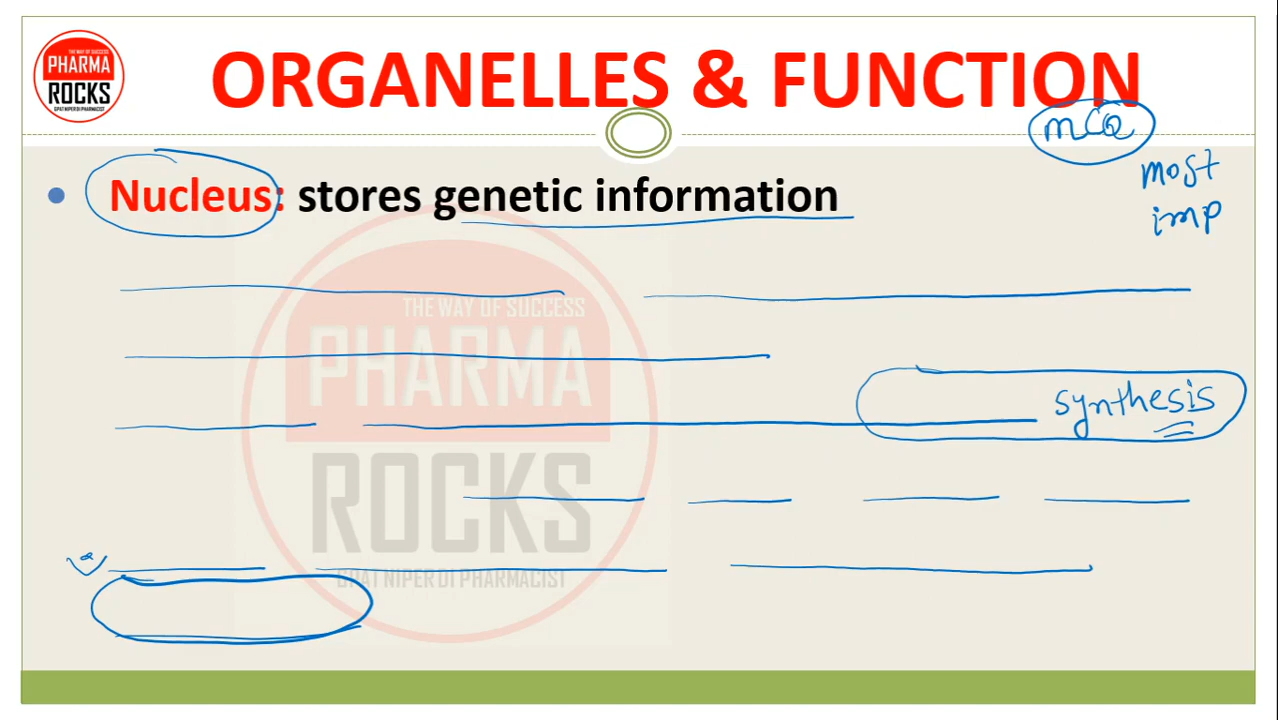 THE WAY OF SUCCESS
PHARMA
ROCKS
GPAT NIPER DI PHARMACIST
ORGANELLES & FUNCTION
mCQ
most
imp
• Nucleus: stores genetic information
THE WAY OF SUCCESS
PHARMA
synthesis
ROCKS
GPAT NIPER DI PHARMACIST